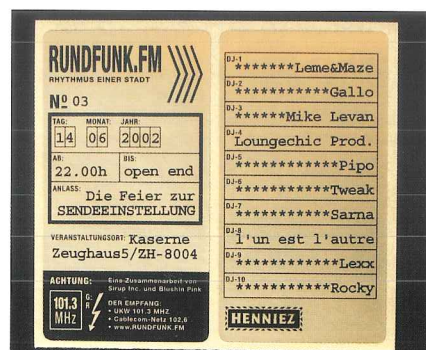 RUNDFUNK.FM
RHYTHMUS EINER STADT
Nº 03
TAG: MONAT: JAHR:
14 06 2002
AB: BIS:
22.00h open end
ANLASS: Die Feier zur
SENDEEINSTELLUNG
VERANSTALTUNGSORT: Kaserne
Zeughaus5/ZH-8004
ACHTUNG: Eine Zusammenarbeit von
Sirup Inc. und Blushin Pink
101.3 MHz
G:
R
DER EMPFANG:
• UKW 101.3 MHz
• Cablecom-Netz 102.6
• www.RUNDFUNK.FM
DJ-1 *******Leme&Maze
DJ-2 ************Gallo
DJ-3 ******Mike Levan
DJ-4 Loungechic Prod.
DJ-5 ************Pipo
DJ-6 ************Tweak
DJ-7 ************Sarna
DJ-8 l'un est l'autre
DJ-9 *************Lexx
DJ-10 ************Rocky
HENNIEZ